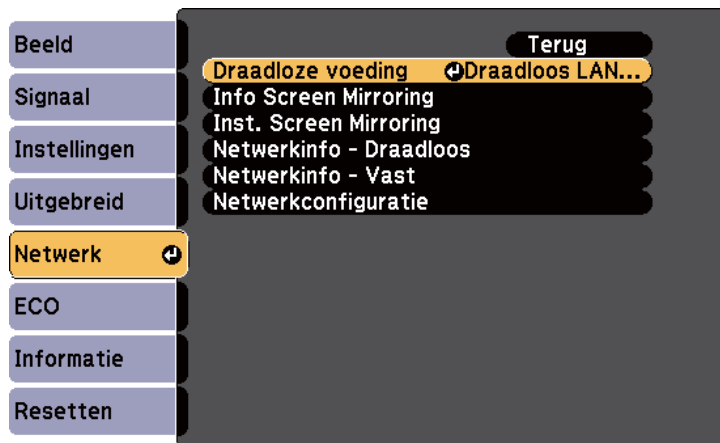 Beeld
Signaal
Instellingen
Uitgebreid
Netwerk
ECO
Informatie
Resetten
Terug
Draadloze voeding Draadloos LAN...
Info Screen Mirroring
Inst. Screen Mirroring
Netwerkinfo - Draadloos
Netwerkinfo - Vast
Netwerkconfiguratie